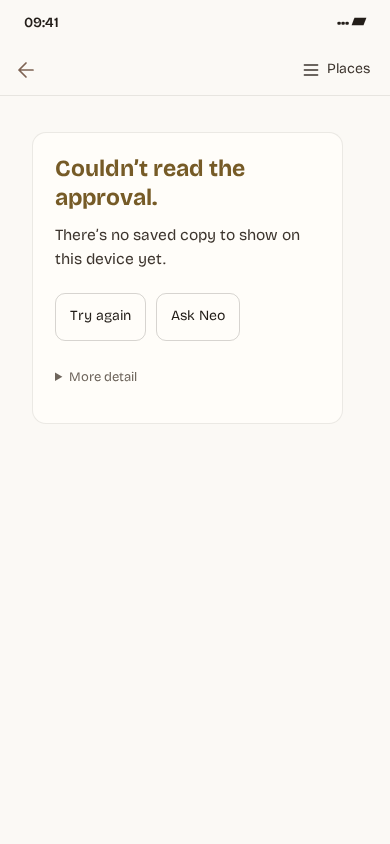 09:41
Places
Couldn't read the
approval.
There's no saved copy to show on
this device yet.
Try again
Ask Neo
More detail